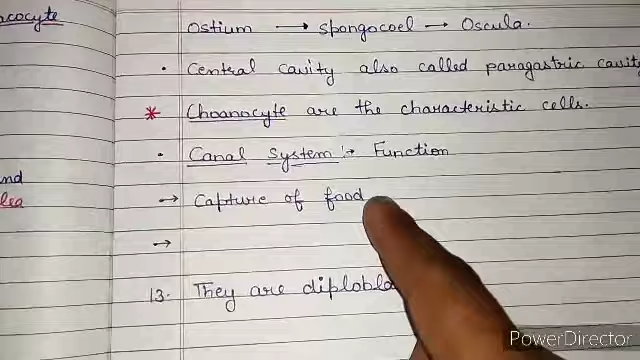 Ostium → Spongocoel → Oscula.
• Central cavity also called paragastric cavity
* Choanocyte are the characteristic cells.
• Canal System :→ Function
→ Capture of food
→
13. They are
PowerDirector